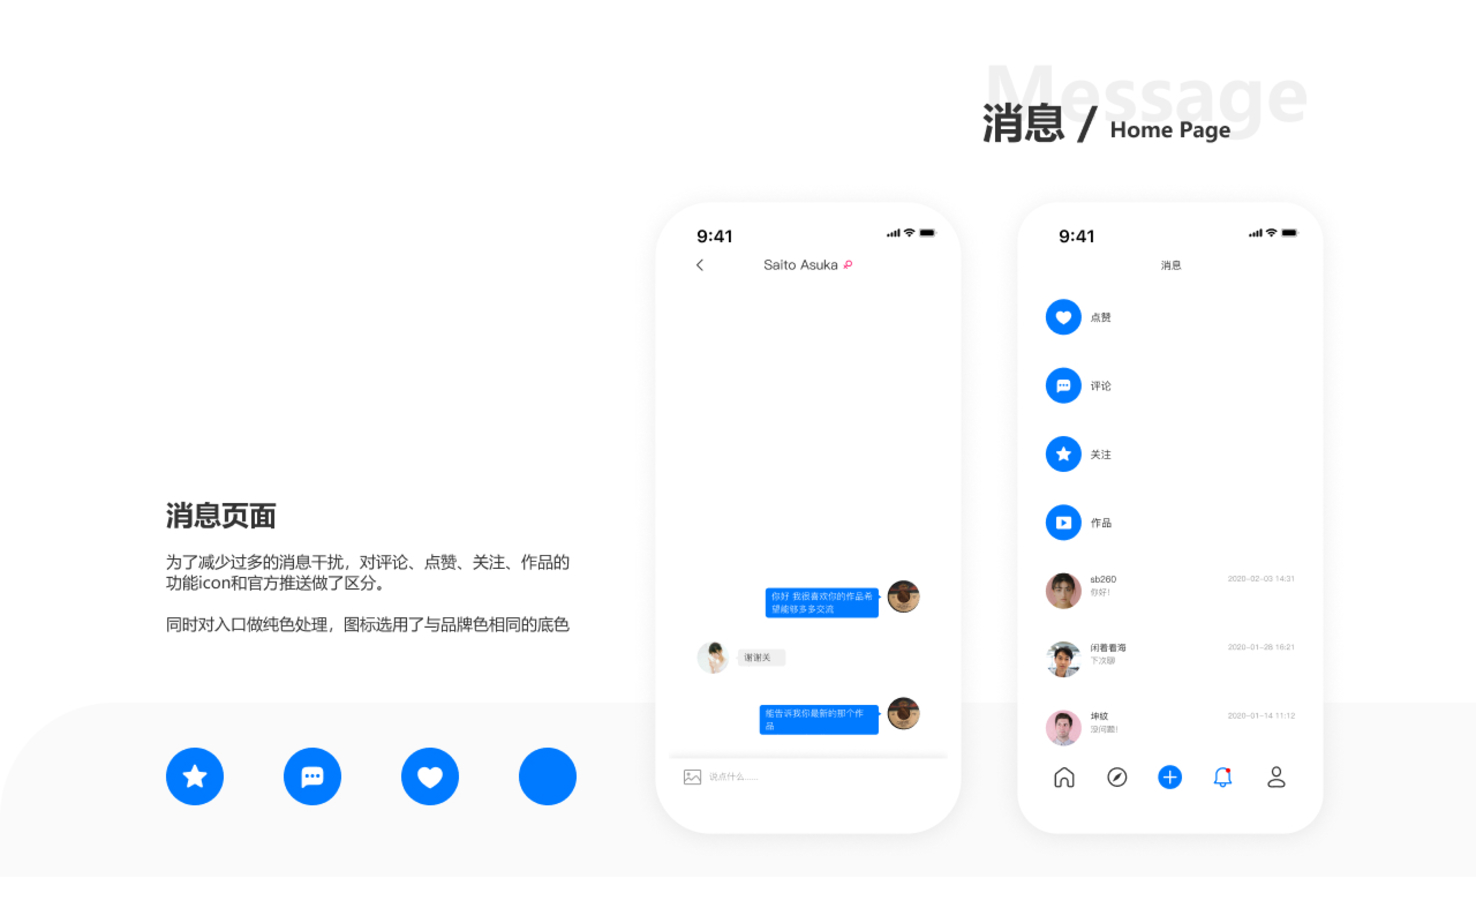 Message
消息 / Home Page
消息页面
为了减少过多的消息干扰，对评论、点赞、关注、作品的
功能icon和官方推送做了区分。
同时对入口做纯色处理，图标选用了与品牌色相同的底色
9:41
Saito Asuka
你好 我很喜欢你的作品希
望能够多多交流
谢谢关
能告诉我你最新的那个作
品
说点什么......
9:41
消息
点赞
评论
关注
作品
sb260
2020-02-03 14:31
你好！
闲着看海
2020-01-28 16:21
下次聊
坤蚊
2020-01-14 11:12
没问题！